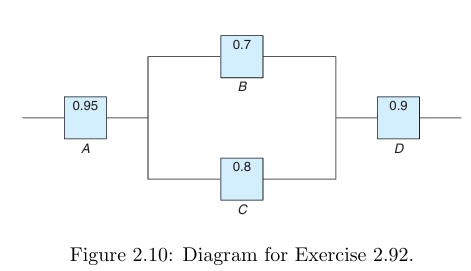 0.7
B
0.95
A
0.9
D
0.8
C
Figure 2.10: Diagram for Exercise 2.92.